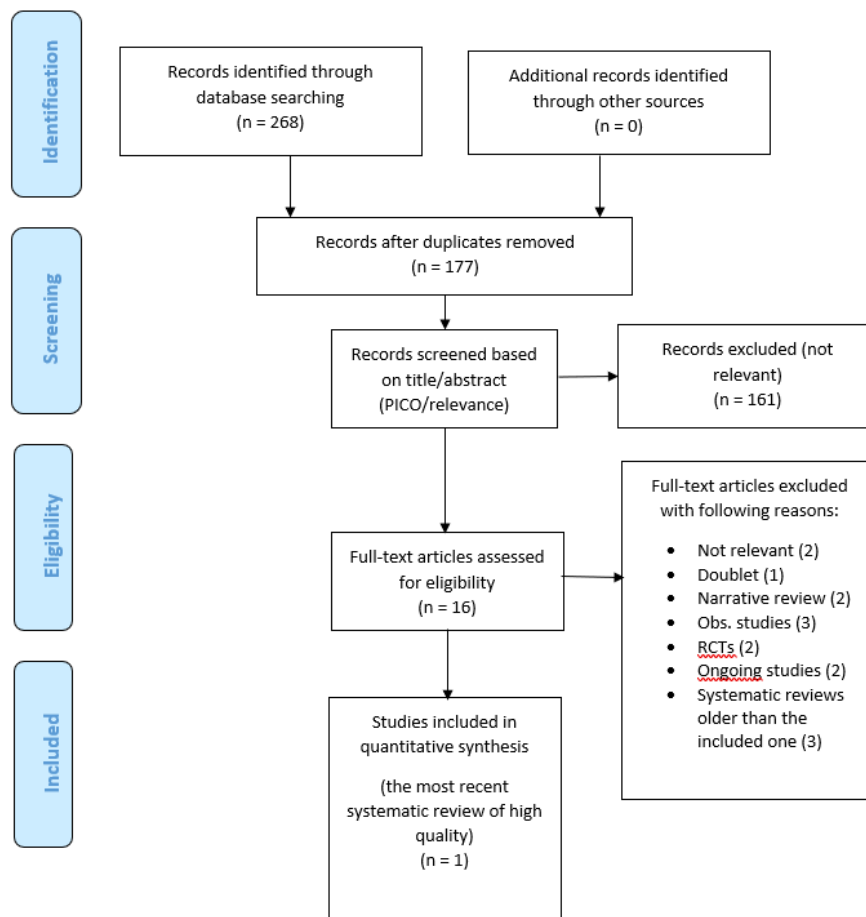 Identification
Records identified through
database searching
(n = 268)
Additional records identified
through other sources
(n = 0)
Screening
Records after duplicates removed
(n = 177)
Records screened based
on title/abstract
(PICO/relevance)
Records excluded (not
relevant)
(n = 161)
Eligibility
Full-text articles assessed
for eligibility
(n = 16)
Full-text articles excluded
with following reasons:
• Not relevant (2)
• Doublet (1)
• Narrative review (2)
• Obs. studies (3)
• RCTs (2)
• Ongoing studies (2)
• Systematic reviews
older than the
included one (3)
Included
Studies included in
quantitative synthesis
(the most recent
systematic review of high
quality)
(n = 1)